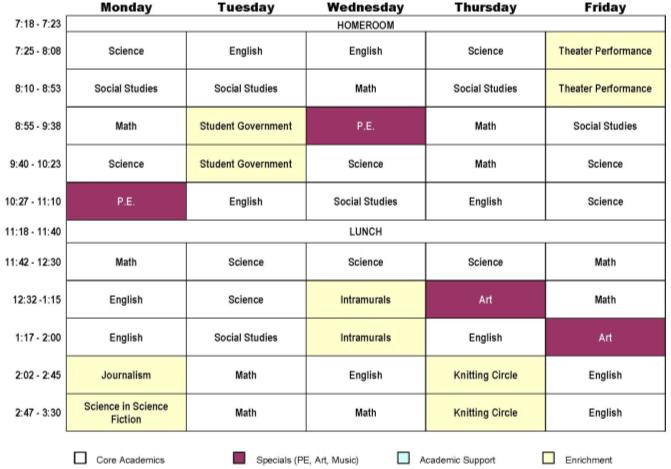 Monday Tuesday Wednesday Thursday Friday
7:18 - 7:23 HOMEROOM
7:25 - 8:08 Science English English Science Theater Performance
8:10 - 8:53 Social Studies Social Studies Math Social Studies Theater Performance
8:55 - 9:38 Math Student Government P.E. Math Social Studies
9:40 - 10:23 Science Student Government Science Math Science
10:27 - 11:10 P.E. English Social Studies English Science
11:18 - 11:40 LUNCH
11:42 - 12:30 Math Science Science Science Math
12:32 -1:15 English Science Intramurals Art Math
1:17 - 2:00 English Social Studies Intramurals English Art
2:02 - 2:45 Journalism Math English Knitting Circle English
2:47 - 3:30 Science in Science Fiction Math Math Knitting Circle English
Core Academics Specials (PE, Art, Music) Academic Support Enrichment